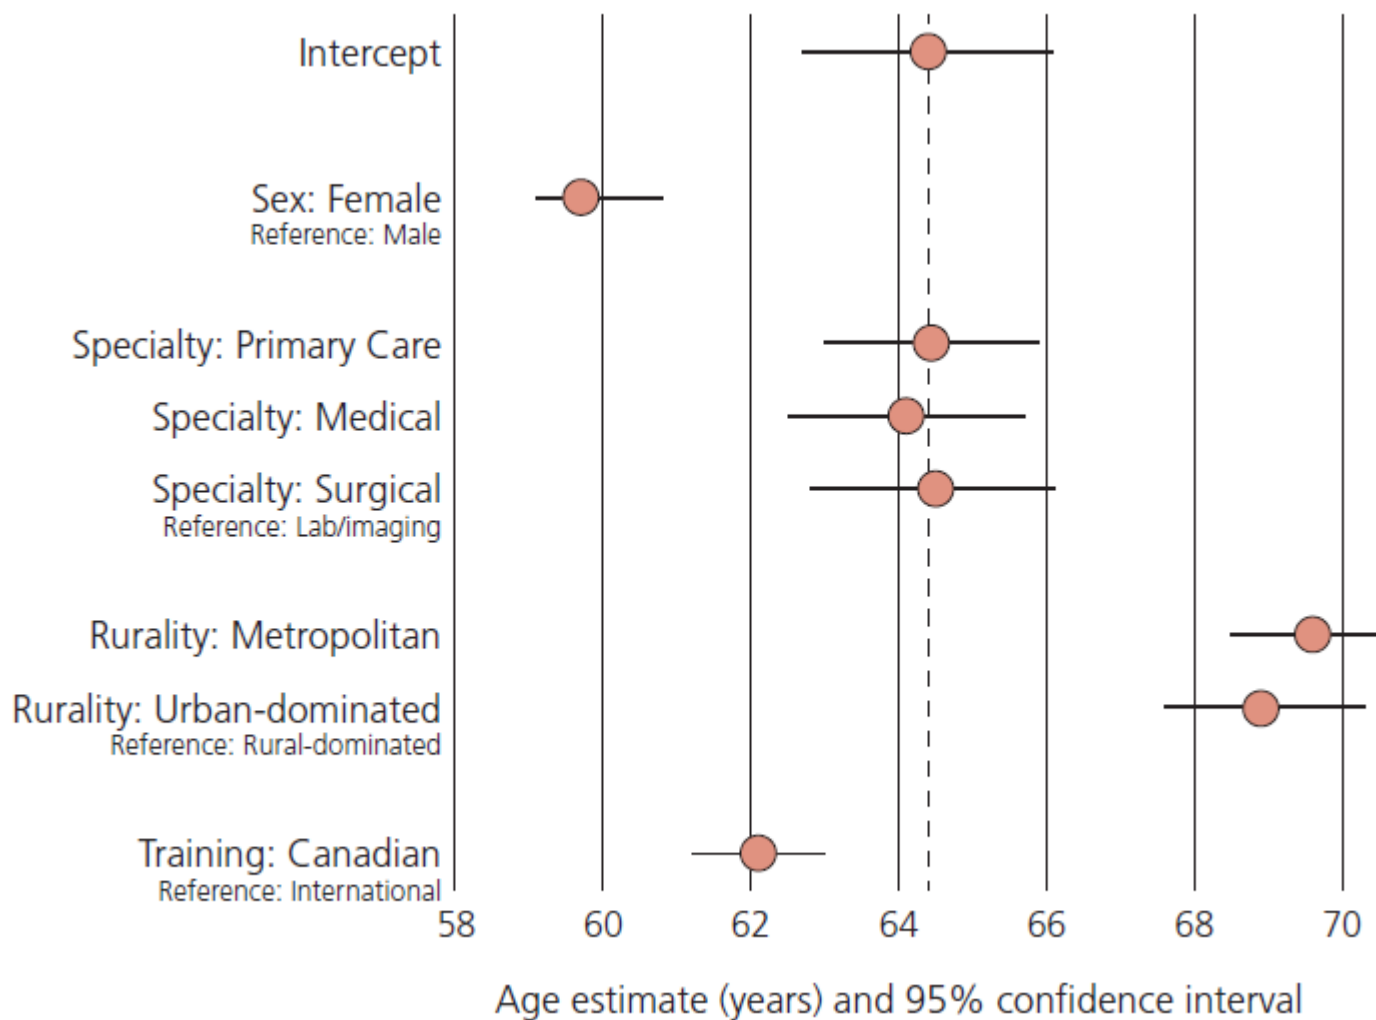 Intercept
Sex: Female
Reference: Male
Specialty: Primary Care
Specialty: Medical
Specialty: Surgical
Reference: Lab/imaging
Rurality: Metropolitan
Rurality: Urban-dominated
Reference: Rural-dominated
Training: Canadian
Reference: International
58 60 62 64 66 68 70
Age estimate (years) and 95% confidence interval